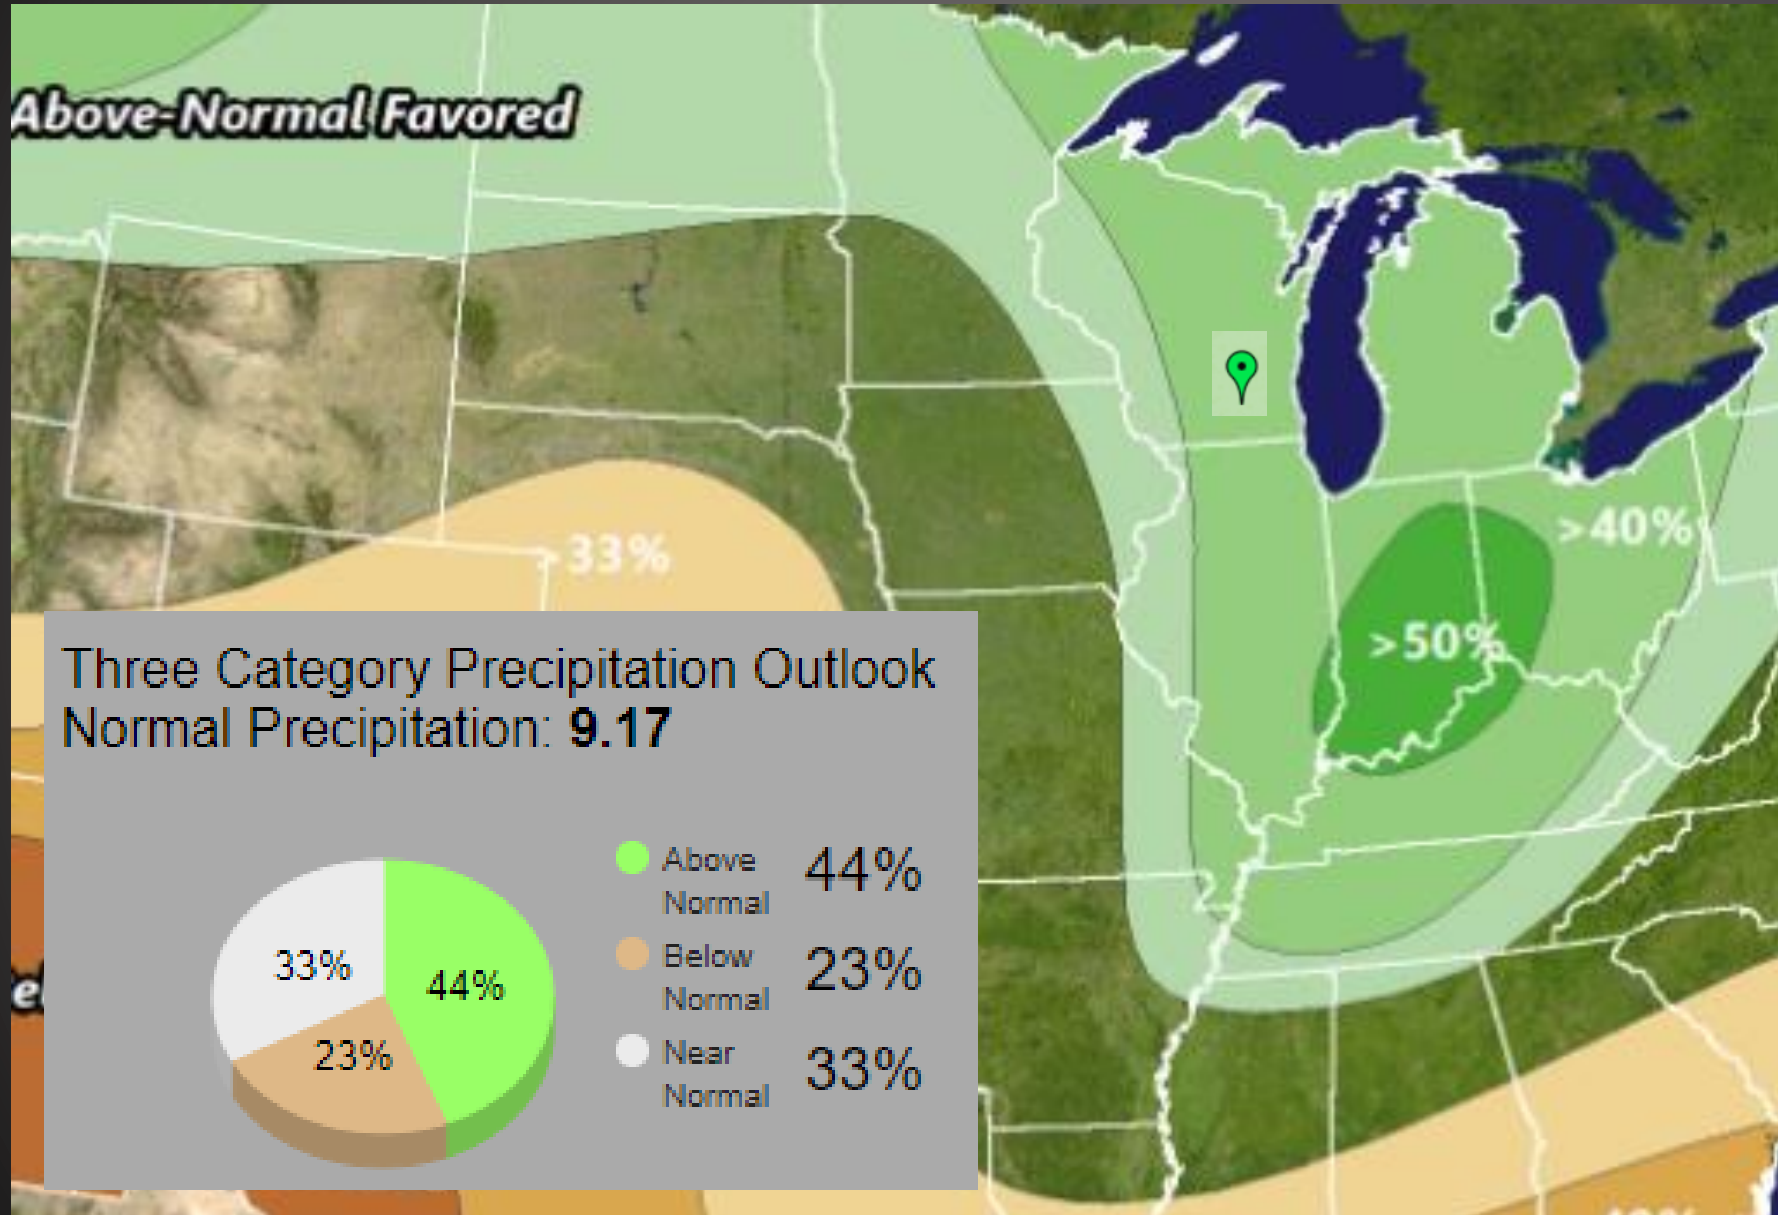 Above-Normal Favored
33%
>40%
>50%
Three Category Precipitation Outlook
Normal Precipitation: 9.17
Above
Normal
44%
Below
Normal
23%
Near
Normal
33%
33%
44%
23%